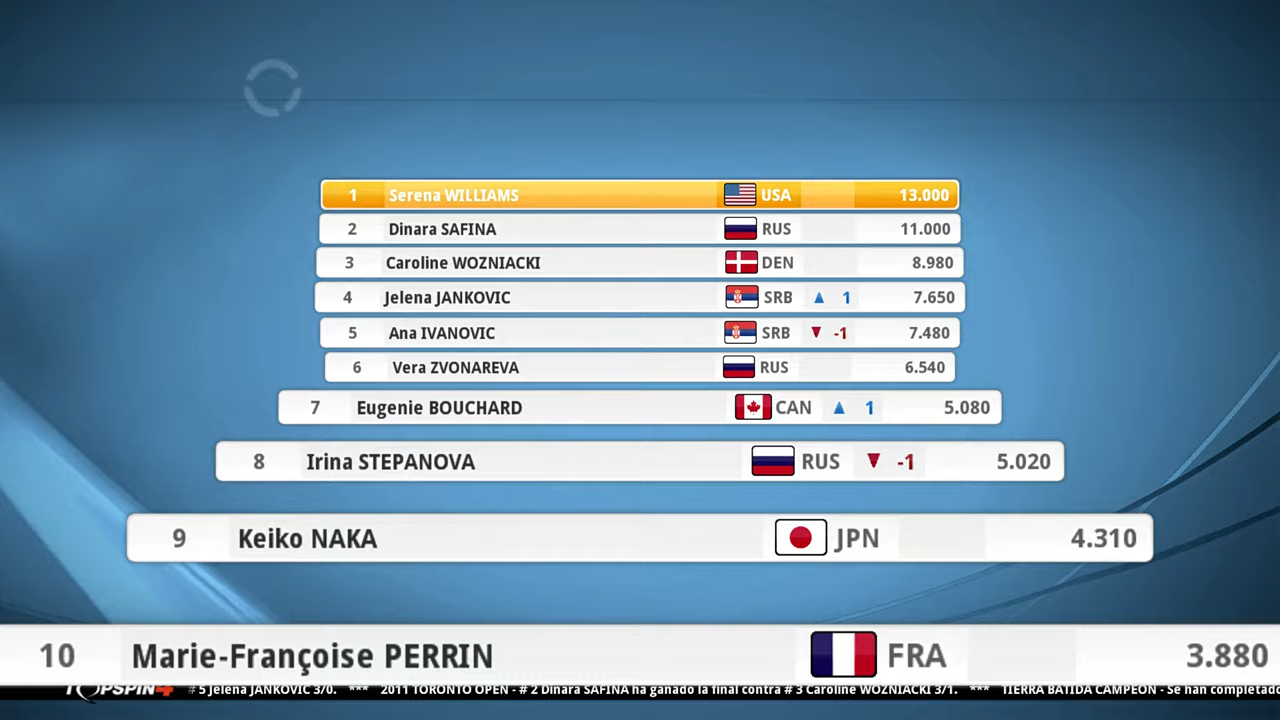 1 Serena WILLIAMS USA 13.000
2 Dinara SAFINA RUS 11.000
3 Caroline WOZNIACKI DEN 8.980
4 Jelena JANKOVIC SRB ▲ 1 7.650
5 Ana IVANOVIC SRB ▼ -1 7.480
6 Vera ZVONAREVA RUS 6.540
7 Eugenie BOUCHARD CAN ▲ 1 5.080
8 Irina STEPANOVA RUS ▼ -1 5.020
9 Keiko NAKA JPN 4.310
10 Marie-Françoise PERRIN FRA 3.880
TOPSPIN 4 # 5 Jelena JANKOVIC 3/0. *** 2011 TORONTO OPEN - # 2 Dinara SAFINA ha ganado la final contra # 3 Caroline WOZNIACKI 3/1. *** TIERRA BATIDA CAMPEON - Se han completado